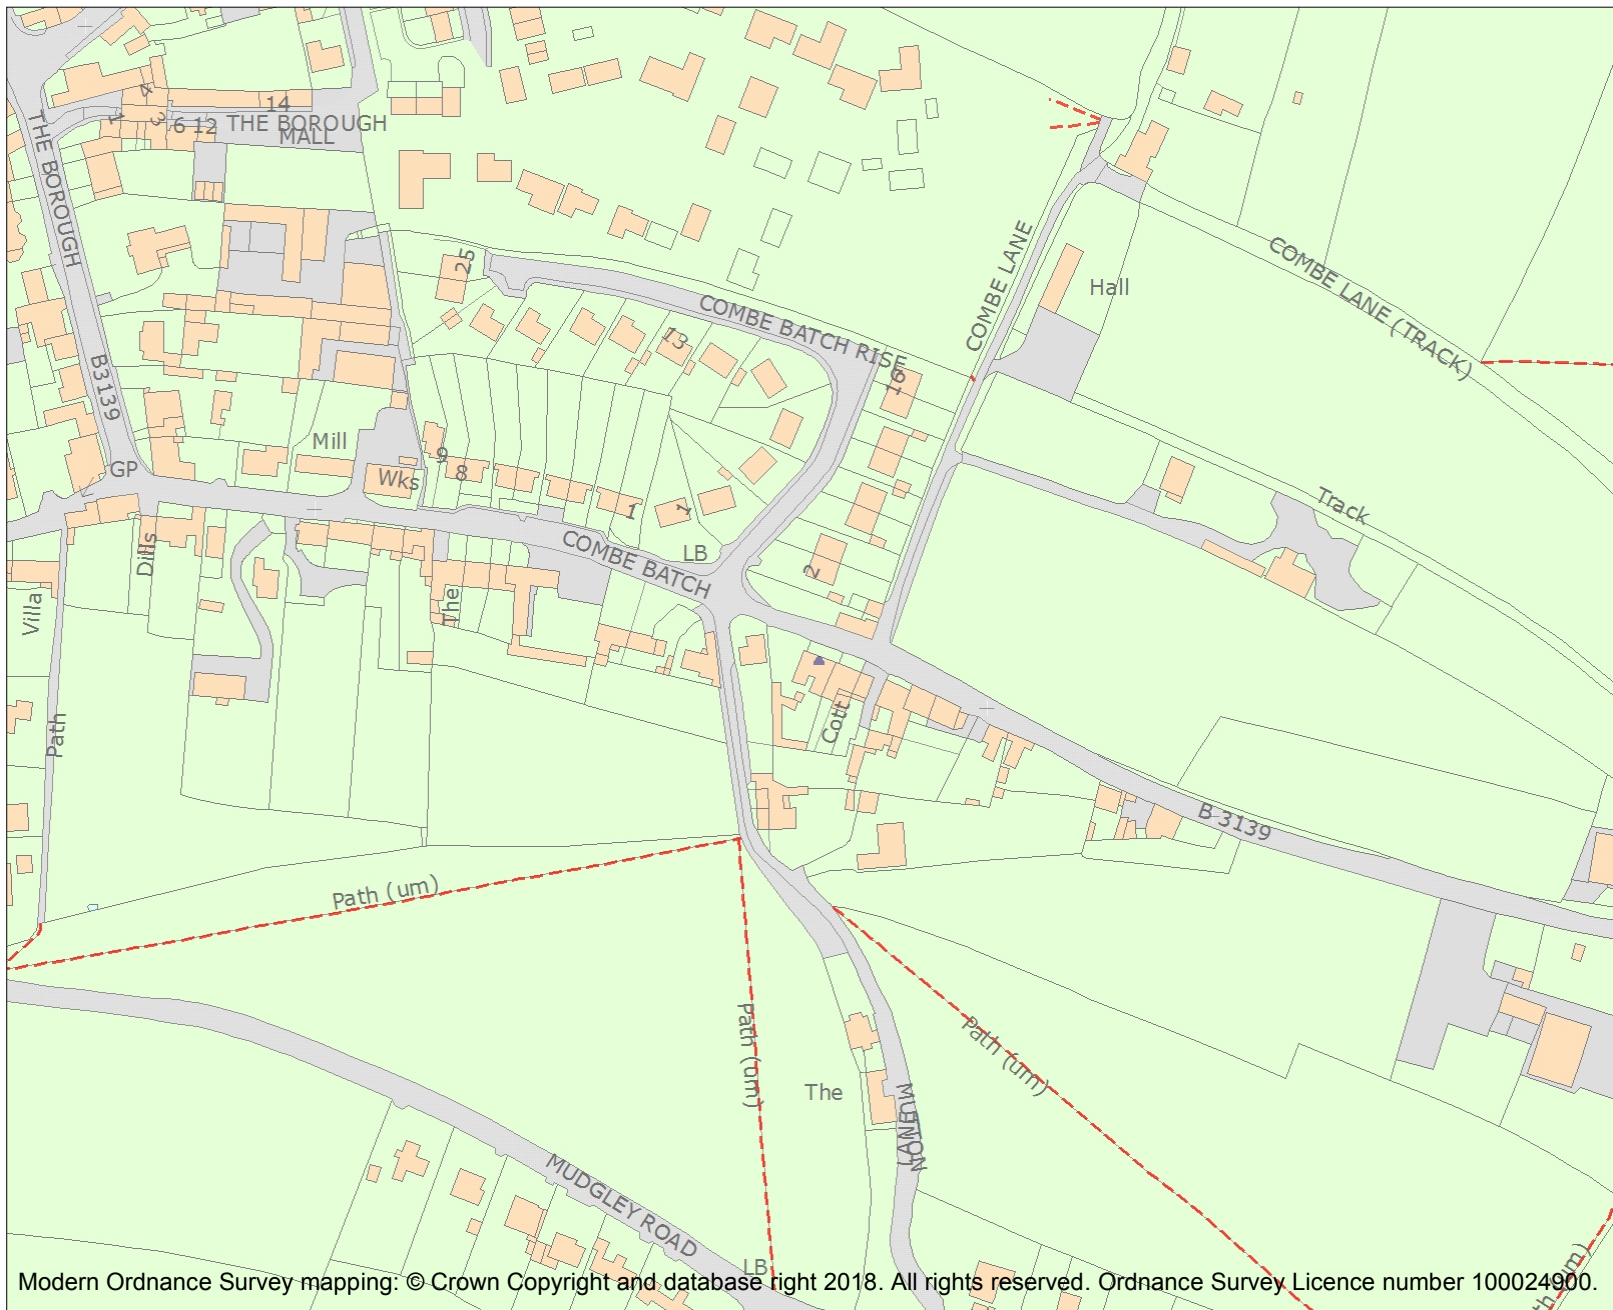 4
14
1
3
6
12
THE BOROUGH
MALL
THE BOROUGH
COMBE LANE
COMBE LANE (TRACK)
25
Hall
COMBE BATCH RISE
13
16
B3139
Mill
9
8
GP
Wks
1
1
Track
LB
COMBE BATCH
2
Dills
The
Villa
Path
Cott
B 3139
Path (um)
Path (um)
Path (um)
The
MUTTON
LANE
MUDGLEY ROAD
LB
Modern Ordnance Survey mapping: © Crown Copyright and database right 2018. All rights reserved. Ordnance Survey Licence number 100024900.